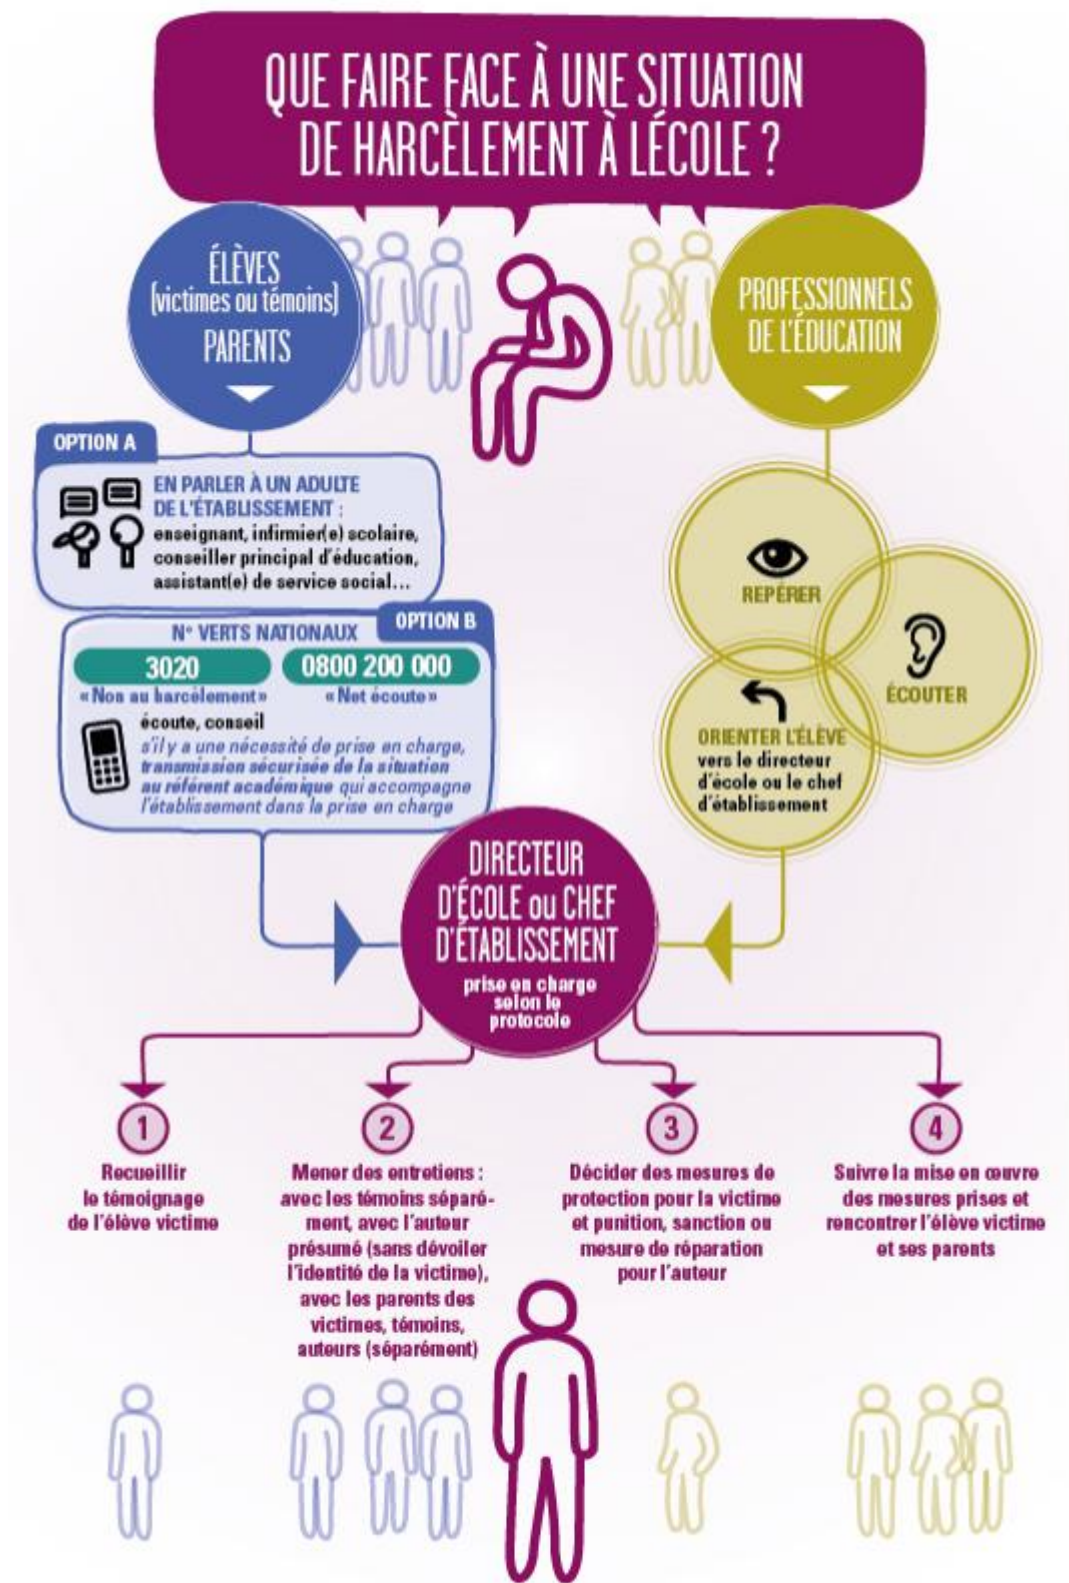 QUE FAIRE FACE À UNE SITUATION
DE HARCÈLEMENT À LÉCOLE ?
ÉLÈVES
(victimes ou témoins)
PARENTS
PROFESSIONNELS
DE L'ÉDUCATION
OPTION A
EN PARLER À UN ADULTE
DE L'ÉTABLISSEMENT :
enseignant, infirmier(e) scolaire,
conseiller principal d'éducation,
assistant(e) de service social...
OPTION B
N° VERTS NATIONAUX
3020
« Non au harcèlement »
0800 200 000
« Net écoute »
écoute, conseil
s'il y a une nécessité de prise en charge,
transmission sécurisée de la situation
au référent académique qui accompagne
l'établissement dans la prise en charge
REPÉRER
ÉCOUTER
ORIENTER L'ÉLÈVE
vers le directeur
d'école ou le chef
d'établissement
DIRECTEUR
D'ÉCOLE ou CHEF
D'ÉTABLISSEMENT
prise en charge
selon le
protocole
1
Recueillir
le témoignage
de l'élève victime
2
Mener des entretiens :
avec les témoins séparé-
ment, avec l'auteur
présumé (sans dévoiler
l'identité de la victime),
avec les parents des
victimes, témoins,
auteurs (séparément)
3
Décider des mesures de
protection pour la victime
et punition, sanction ou
mesure de réparation
pour l'auteur
4
Suivre la mise en œuvre
des mesures prises et
rencontrer l'élève victime
et ses parents